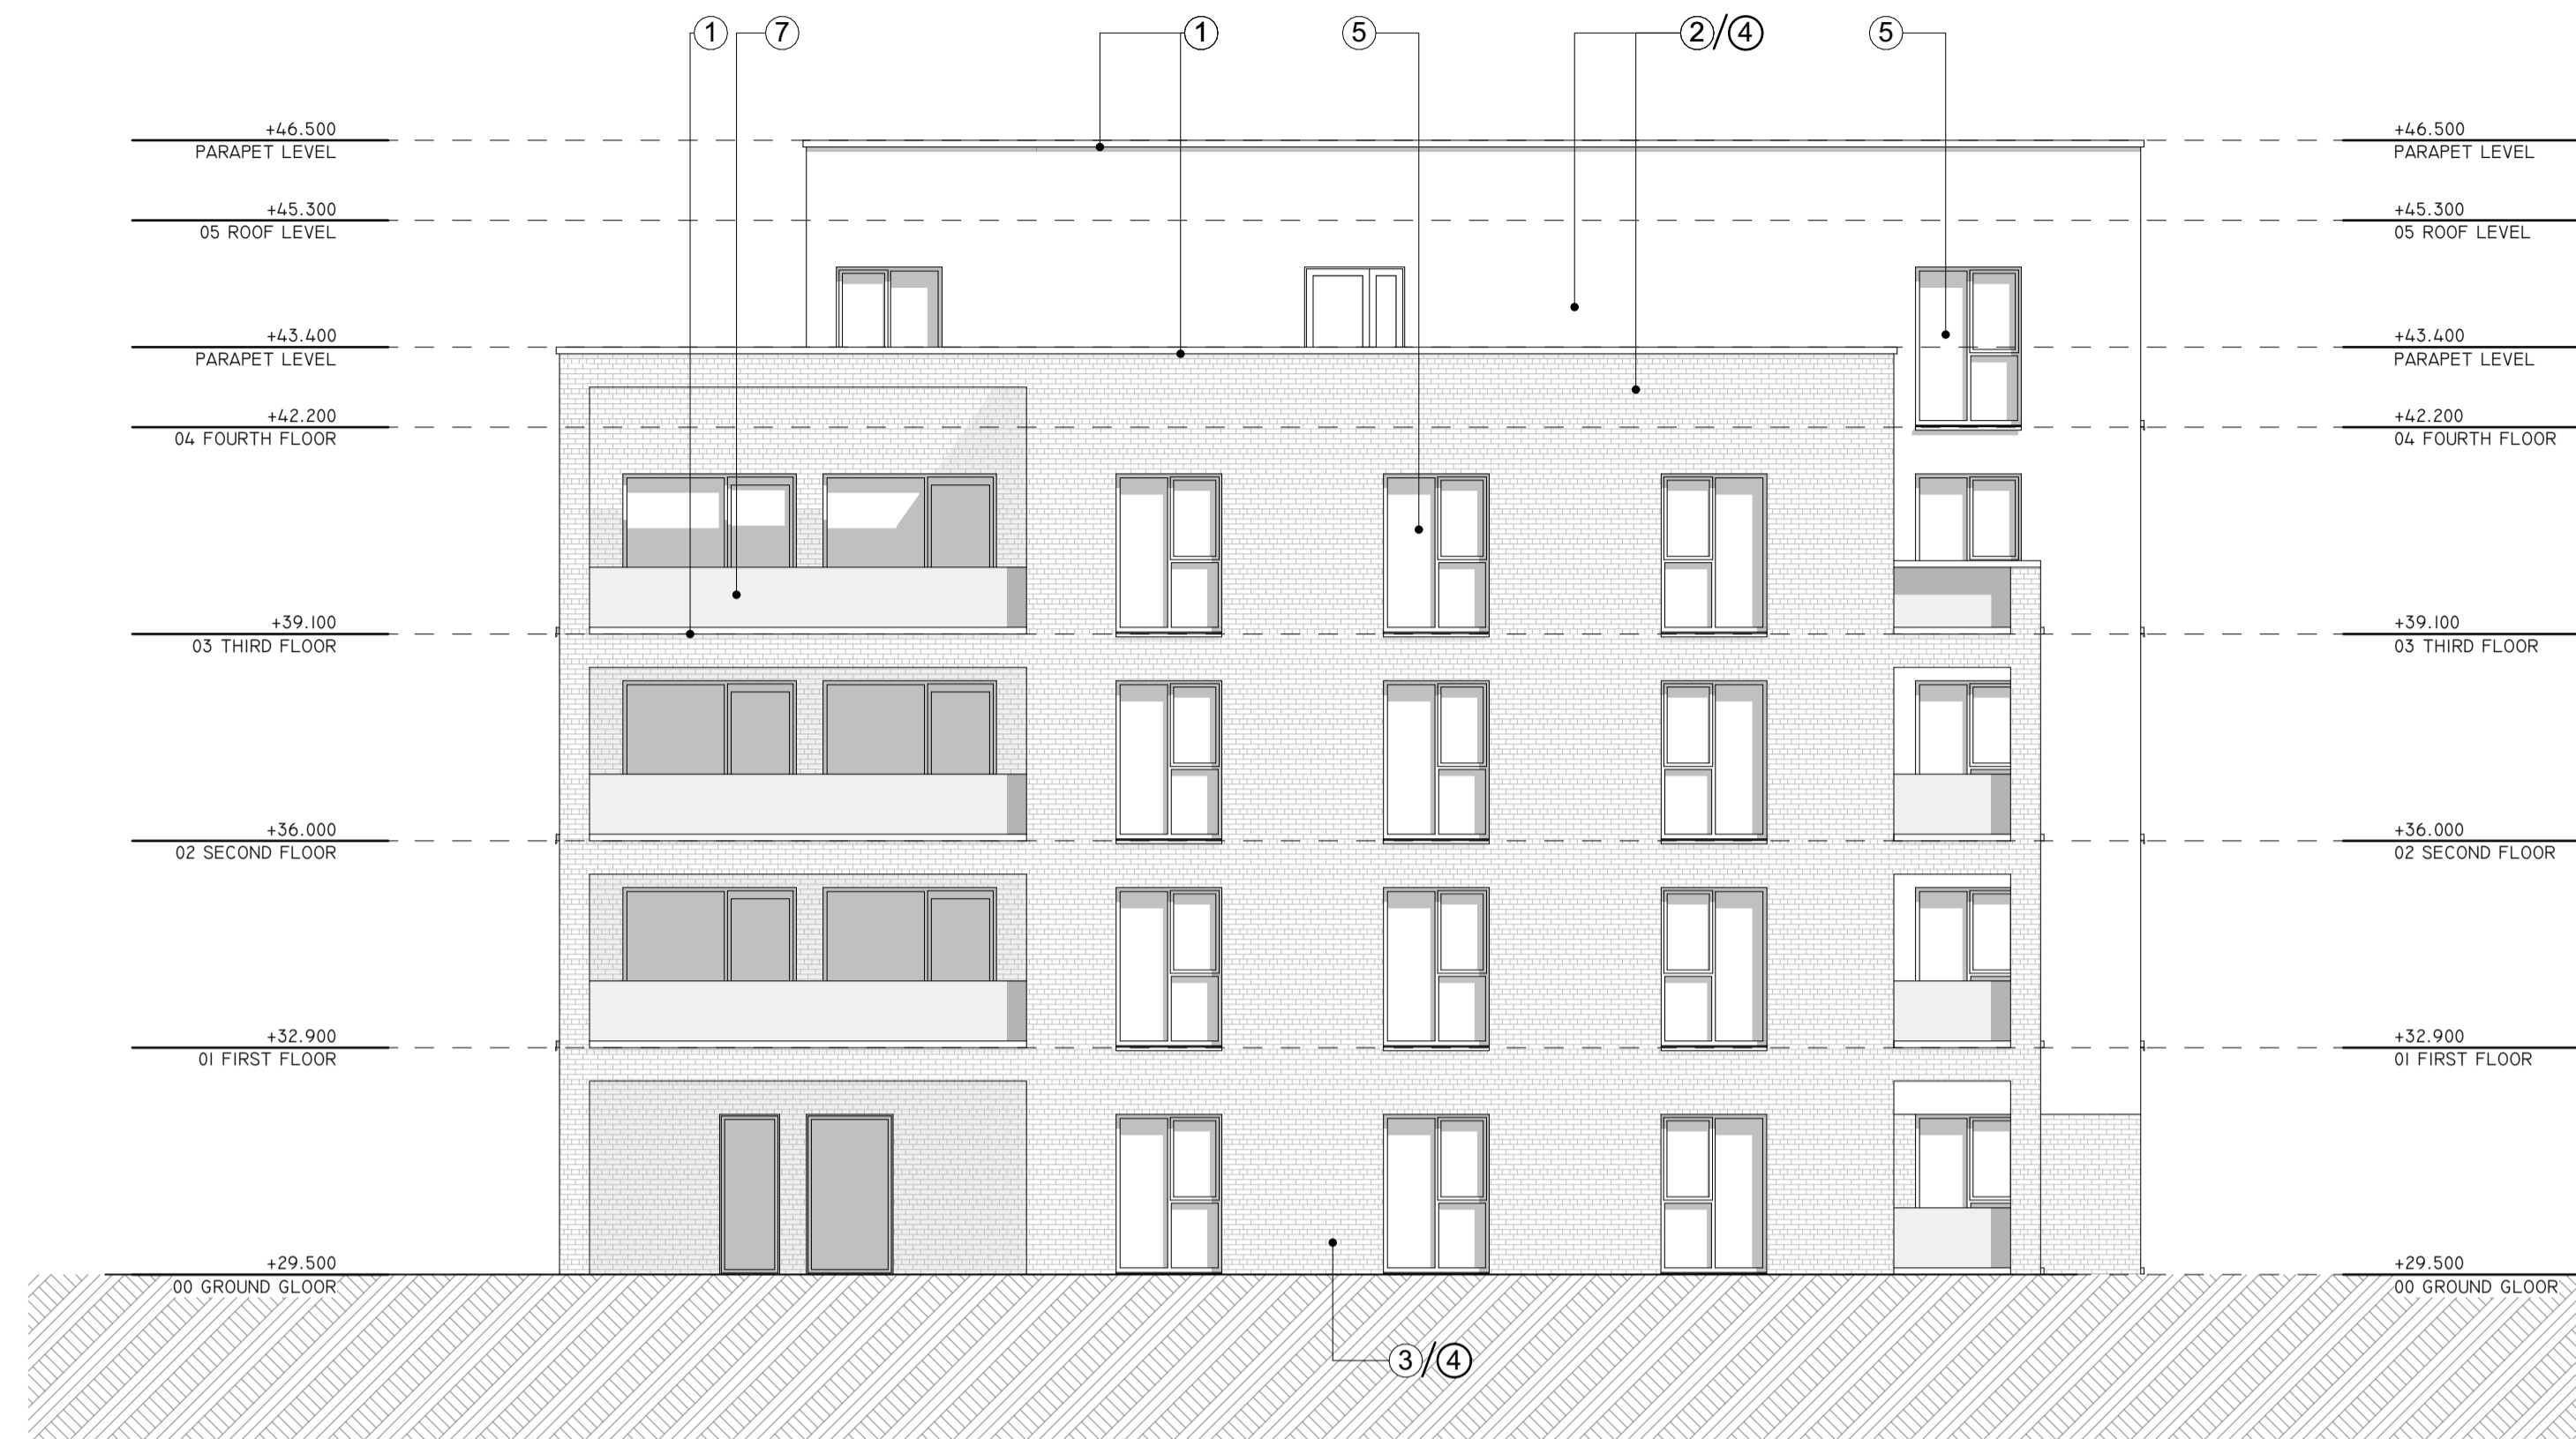 1 7 1 5 2/4 5
+46.500 +46.500
PARAPET LEVEL PARAPET LEVEL
+45.300 +45.300
05 ROOF LEVEL 05 ROOF LEVEL
+43.400 +43.400
PARAPET LEVEL PARAPET LEVEL
+42.200 +42.200
04 FOURTH FLOOR 04 FOURTH FLOOR
+39.100 +39.100
03 THIRD FLOOR 03 THIRD FLOOR
+36.000 +36.000
02 SECOND FLOOR 02 SECOND FLOOR
+32.900 +32.900
01 FIRST FLOOR 01 FIRST FLOOR
+29.500 +29.500
00 GROUND GLOOR 00 GROUND GLOOR
3/4